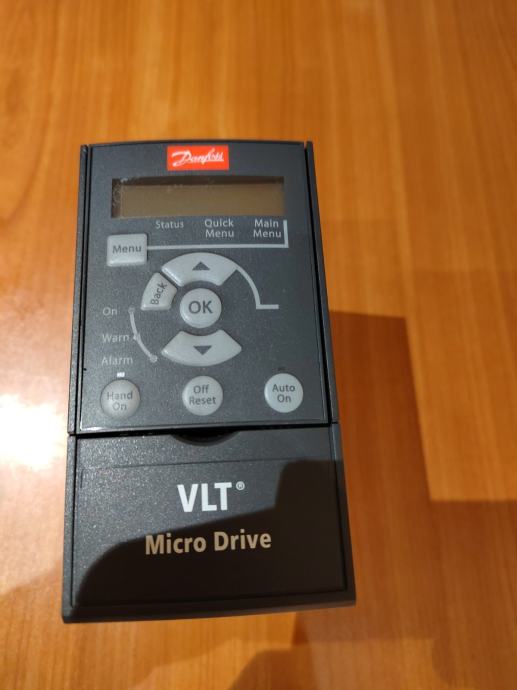 Danfoss
Status Quick Menu Main Menu
Menu
Back
OK
On
Warn
Alarm
Hand On
Off Reset
Auto On
VLT®
Micro Drive